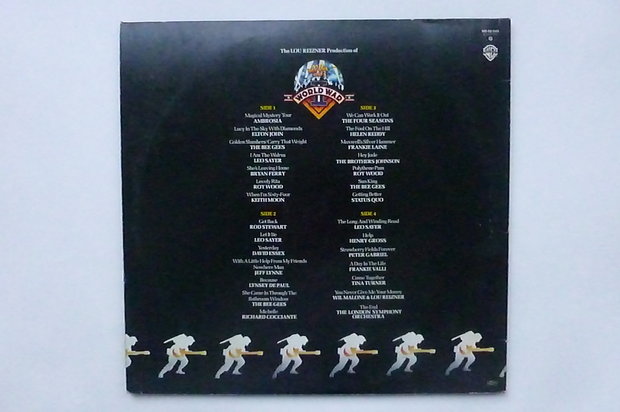 The LOU REIZNER Production of
WORLD WAR
II
SIDE 1
Magical Mystery Tour
AMBROSIA
Lucy In The Sky With Diamonds
ELTON JOHN
Golden Slumbers/Carry That Weight
THE BEE GEES
I Am The Walrus
LEO SAYER
She's Leaving Home
BRYAN FERRY
Lovely Rita
ROY WOOD
When I'm Sixty-Four
KEITH MOON
SIDE 2
Get Back
ROD STEWART
Let It Be
LEO SAYER
Yesterday
DAVID ESSEX
With A Little Help From My Friends
Nowhere Man
JEFF LYNNE
Because
LYNSEY DE PAUL
She Came In Through The
Bathroom Window
THE BEE GEES
Michelle
RICHARD COCCIANTE
SIDE 3
We Can Work It Out
THE FOUR SEASONS
The Fool On The Hill
HELEN REDDY
Maxwell's Silver Hammer
FRANKIE LAINE
Hey Jude
THE BROTHERS JOHNSON
Polythene Pam
ROY WOOD
Sun King
THE BEE GEES
Getting Better
STATUS QUO
SIDE 4
The Long And Winding Road
LEO SAYER
Help
HENRY GROSS
Strawberry Fields Forever
PETER GABRIEL
A Day In The Life
FRANKIE VALLI
Come Together
TINA TURNER
You Never Give Me Your Money
WIL MALONE & LOU REIZNER
The End
THE LONDON SYMPHONY
ORCHESTRA